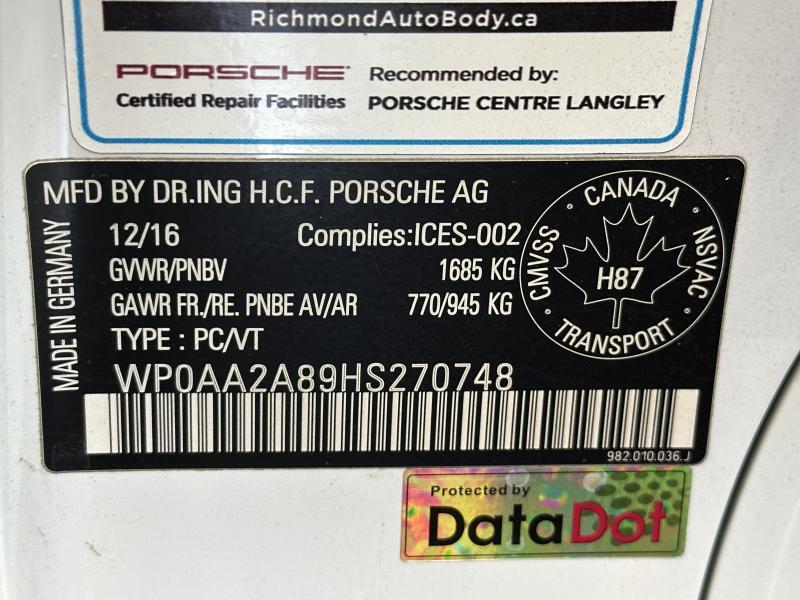 RichmondAutoBody.ca
PORSCHE Recommended by:
Certified Repair Facilities PORSCHE CENTRE LANGLEY
MFD BY DR.ING H.C.F. PORSCHE AG
MADE IN GERMANY
12/16 Complies:ICES-002
GVWR/PNBV 1685 KG
GAWR FR./RE. PNBE AV/AR 770/945 KG
TYPE : PC/VT
WP0AA2A89HS270748
CANADA
CMVSS
NSVAC
H87
TRANSPORT
982.010.036.J
Protected by
DataDot